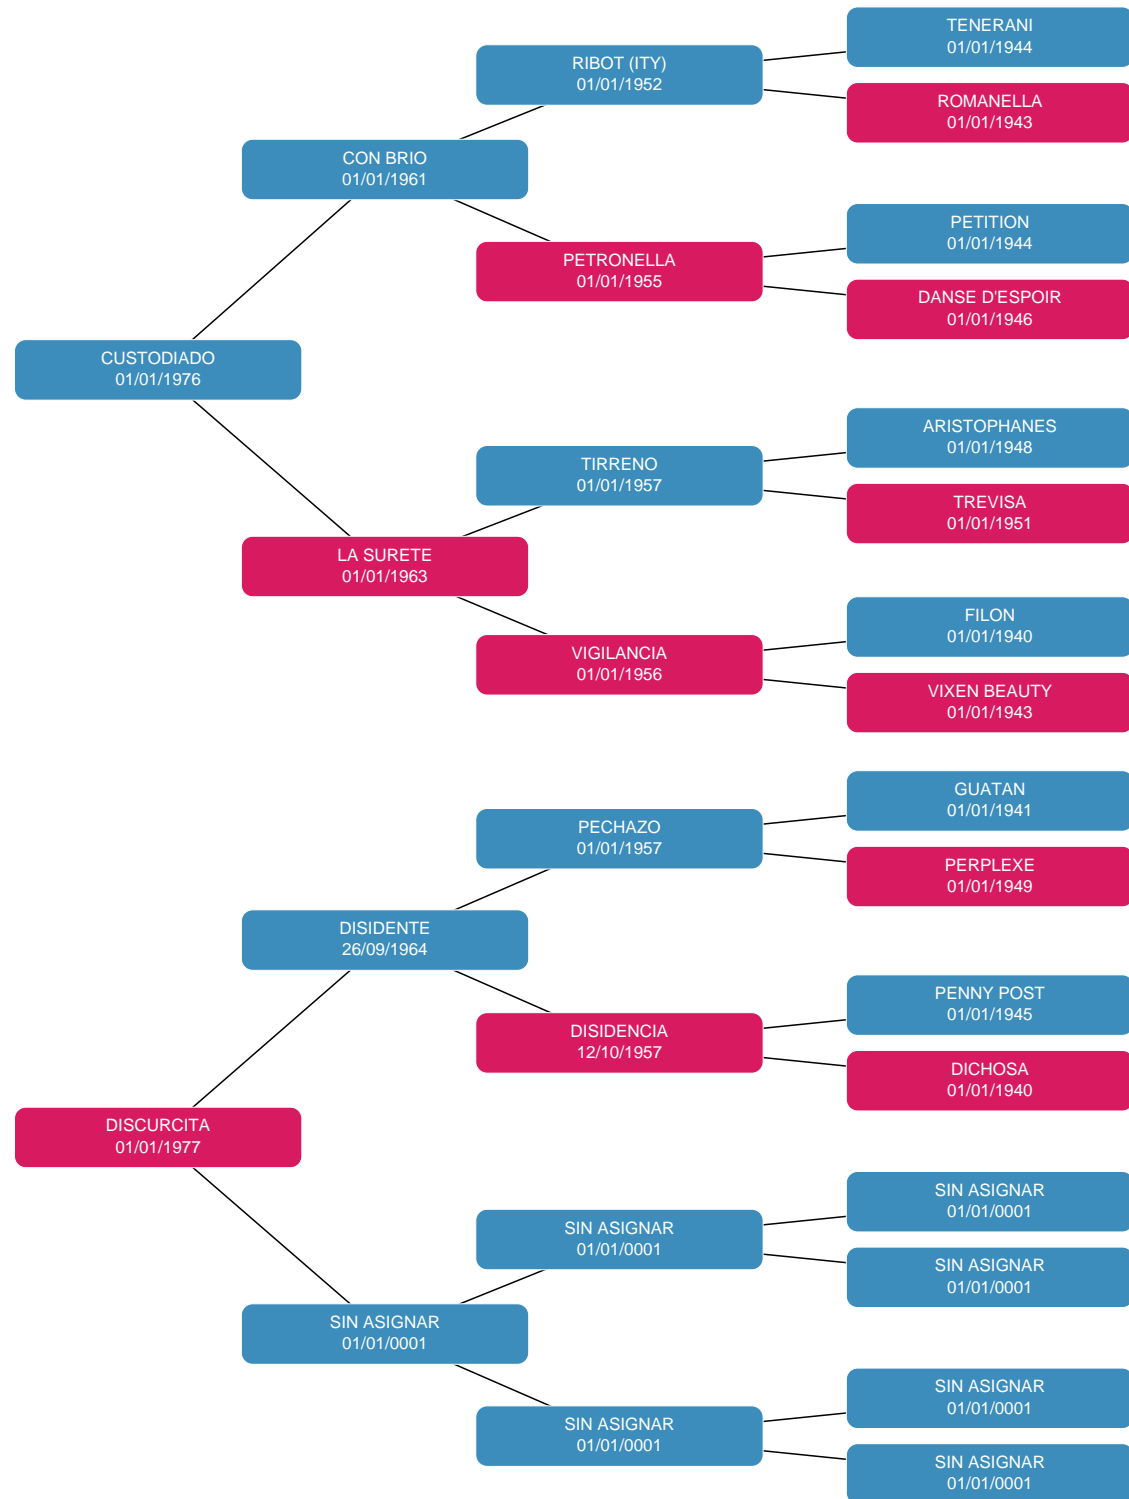 TENERANI
01/01/1944
RIBOT (ITY)
01/01/1952
ROMANELLA
01/01/1943
CON BRIO
01/01/1961
PETITION
01/01/1944
PETRONELLA
01/01/1955
DANSE D'ESPOIR
01/01/1946
CUSTODIADO
01/01/1976
ARISTOPHANES
01/01/1948
TIRRENO
01/01/1957
TREVISA
01/01/1951
LA SURETE
01/01/1963
FILON
01/01/1940
VIGILANCIA
01/01/1956
VIXEN BEAUTY
01/01/1943
GUATAN
01/01/1941
PECHAZO
01/01/1957
PERPLEXE
01/01/1949
DISIDENTE
26/09/1964
PENNY POST
01/01/1945
DISIDENCIA
12/10/1957
DICHOSA
01/01/1940
DISCURCITA
01/01/1977
SIN ASIGNAR
01/01/0001
SIN ASIGNAR
01/01/0001
SIN ASIGNAR
01/01/0001
SIN ASIGNAR
01/01/0001
SIN ASIGNAR
01/01/0001
SIN ASIGNAR
01/01/0001
SIN ASIGNAR
01/01/0001